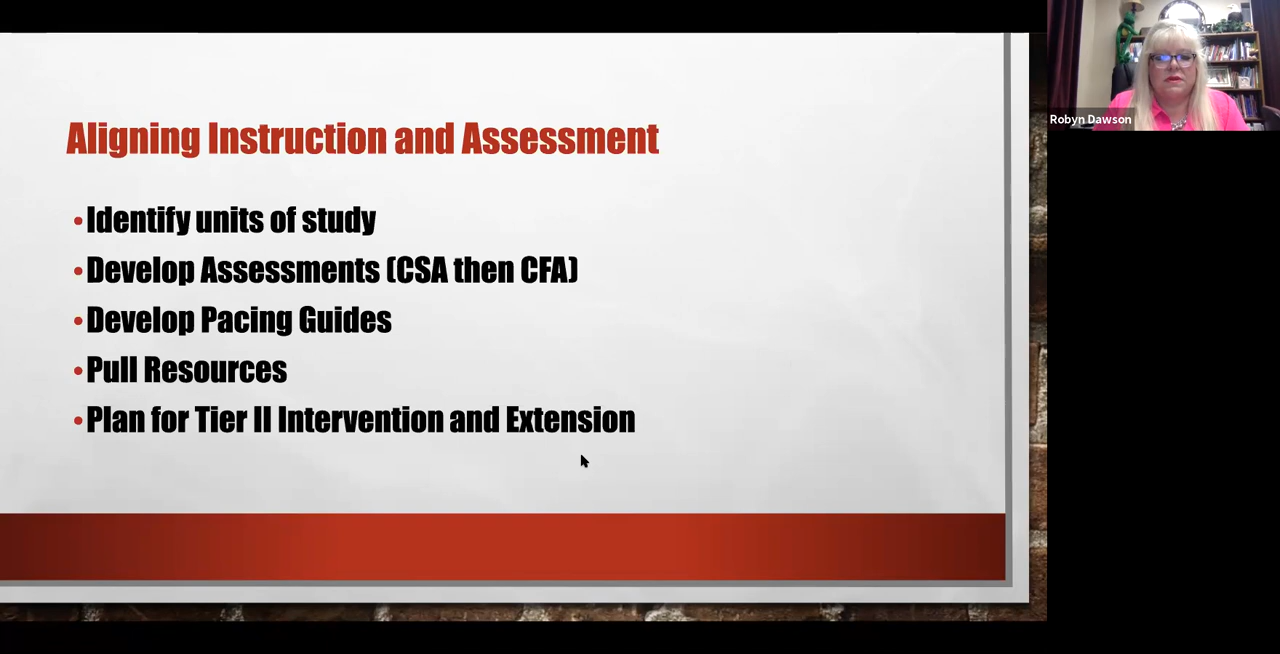 Aligning Instruction and Assessment
•Identify units of study
•Develop Assessments (CSA then CFA)
•Develop Pacing Guides
•Pull Resources
•Plan for Tier II Intervention and Extension
Robyn Dawson